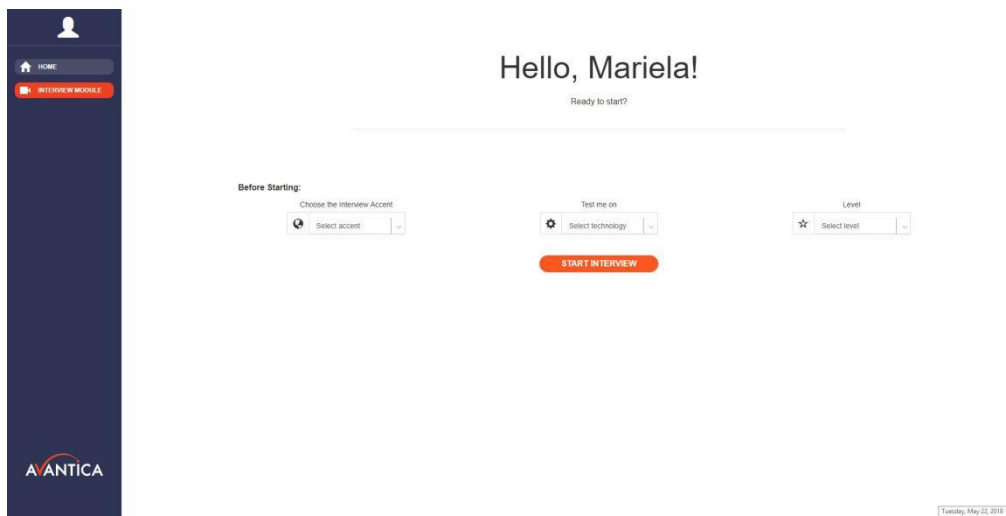 HOME
INTERVIEW MODULE
AVANTICA
Hello, Mariela!
Ready to start?
Before Starting:
Choose the Interview Accent
Select accent
Test me on
Select technology
Level
Select level
START INTERVIEW
Tuesday, May 22, 2018